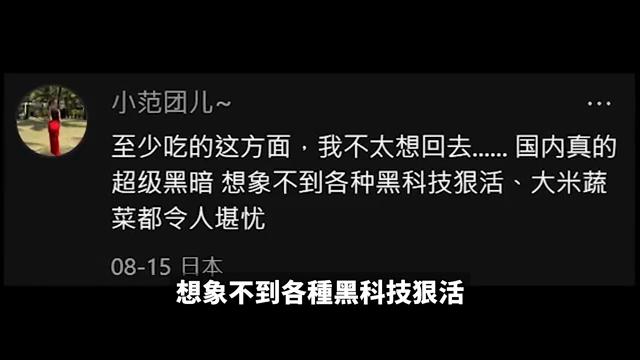 小范团儿~
...
至少吃的这方面，我不太想回去...... 国内真的
超级黑暗 想象不到各种黑科技狠活、大米蔬
菜都令人堪忧
08-15 日本
想象不到各種黑科技狠活